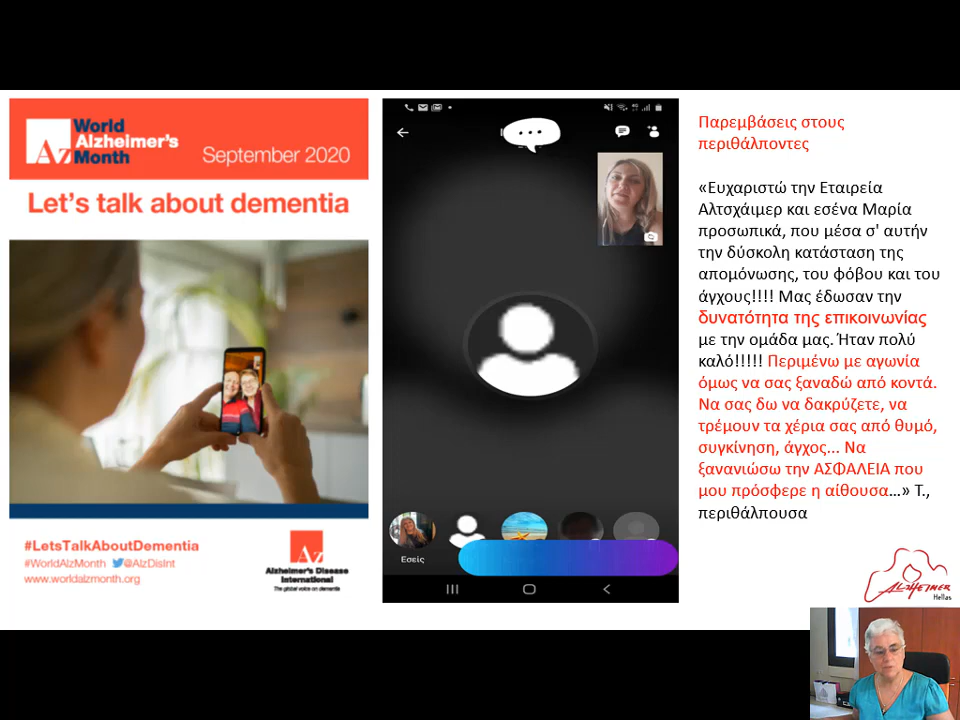 World
Alzheimer's
Month
September 2020
Let's talk about dementia
#LetsTalkAboutDementia
#WorldAlzMonth @AlzDisInt
www.worldalzmonth.org
Alzheimer's Disease
International
The global voice on dementia
Εσείς
Παρεμβάσεις στους
περιθάλποντες
«Ευχαριστώ την Εταιρεία
Αλτσχάιμερ και εσένα Μαρία
προσωπικά, που μέσα σ' αυτήν
την δύσκολη κατάσταση της
απομόνωσης, του φόβου και του
άγχους!!!! Μας έδωσαν την
δυνατότητα της επικοινωνίας
με την ομάδα μας. Ήταν πολύ
καλό!!!!! Περιμένω με αγωνία
όμως να σας ξαναδώ από κοντά.
Να σας δω να δακρύζετε, να
τρέμουν τα χέρια σας από θυμό,
συγκίνηση, άγχος... Να
ξανανιώσω την ΑΣΦΑΛΕΙΑ που
μου πρόσφερε η αίθουσα...» Τ.,
περιθάλπουσα
ALZHEIMER
Hellas